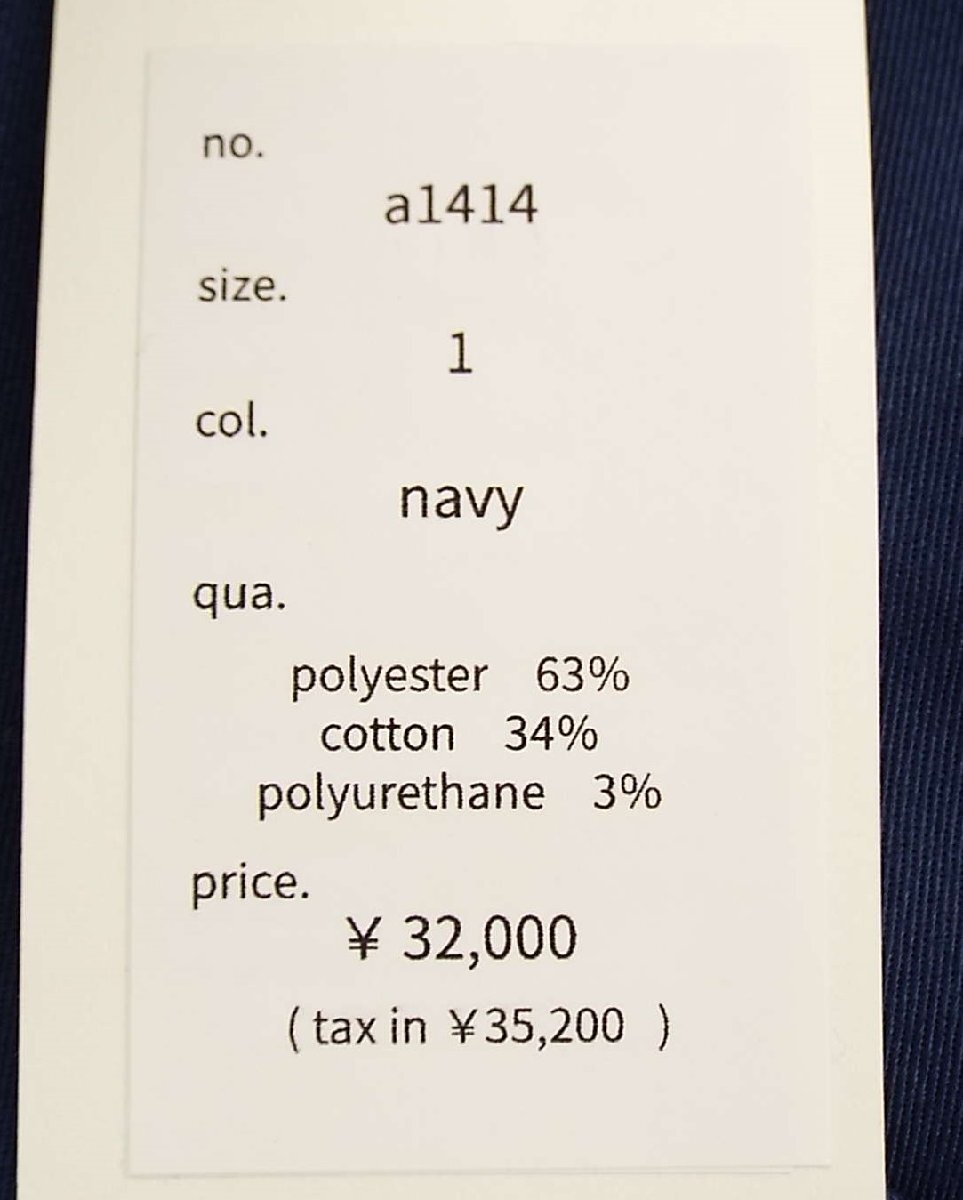 no.
a1414
size.
1
col.
navy
qua.
polyester 63%
cotton 34%
polyurethane 3%
price.
¥ 32,000
( tax in ¥35,200 )